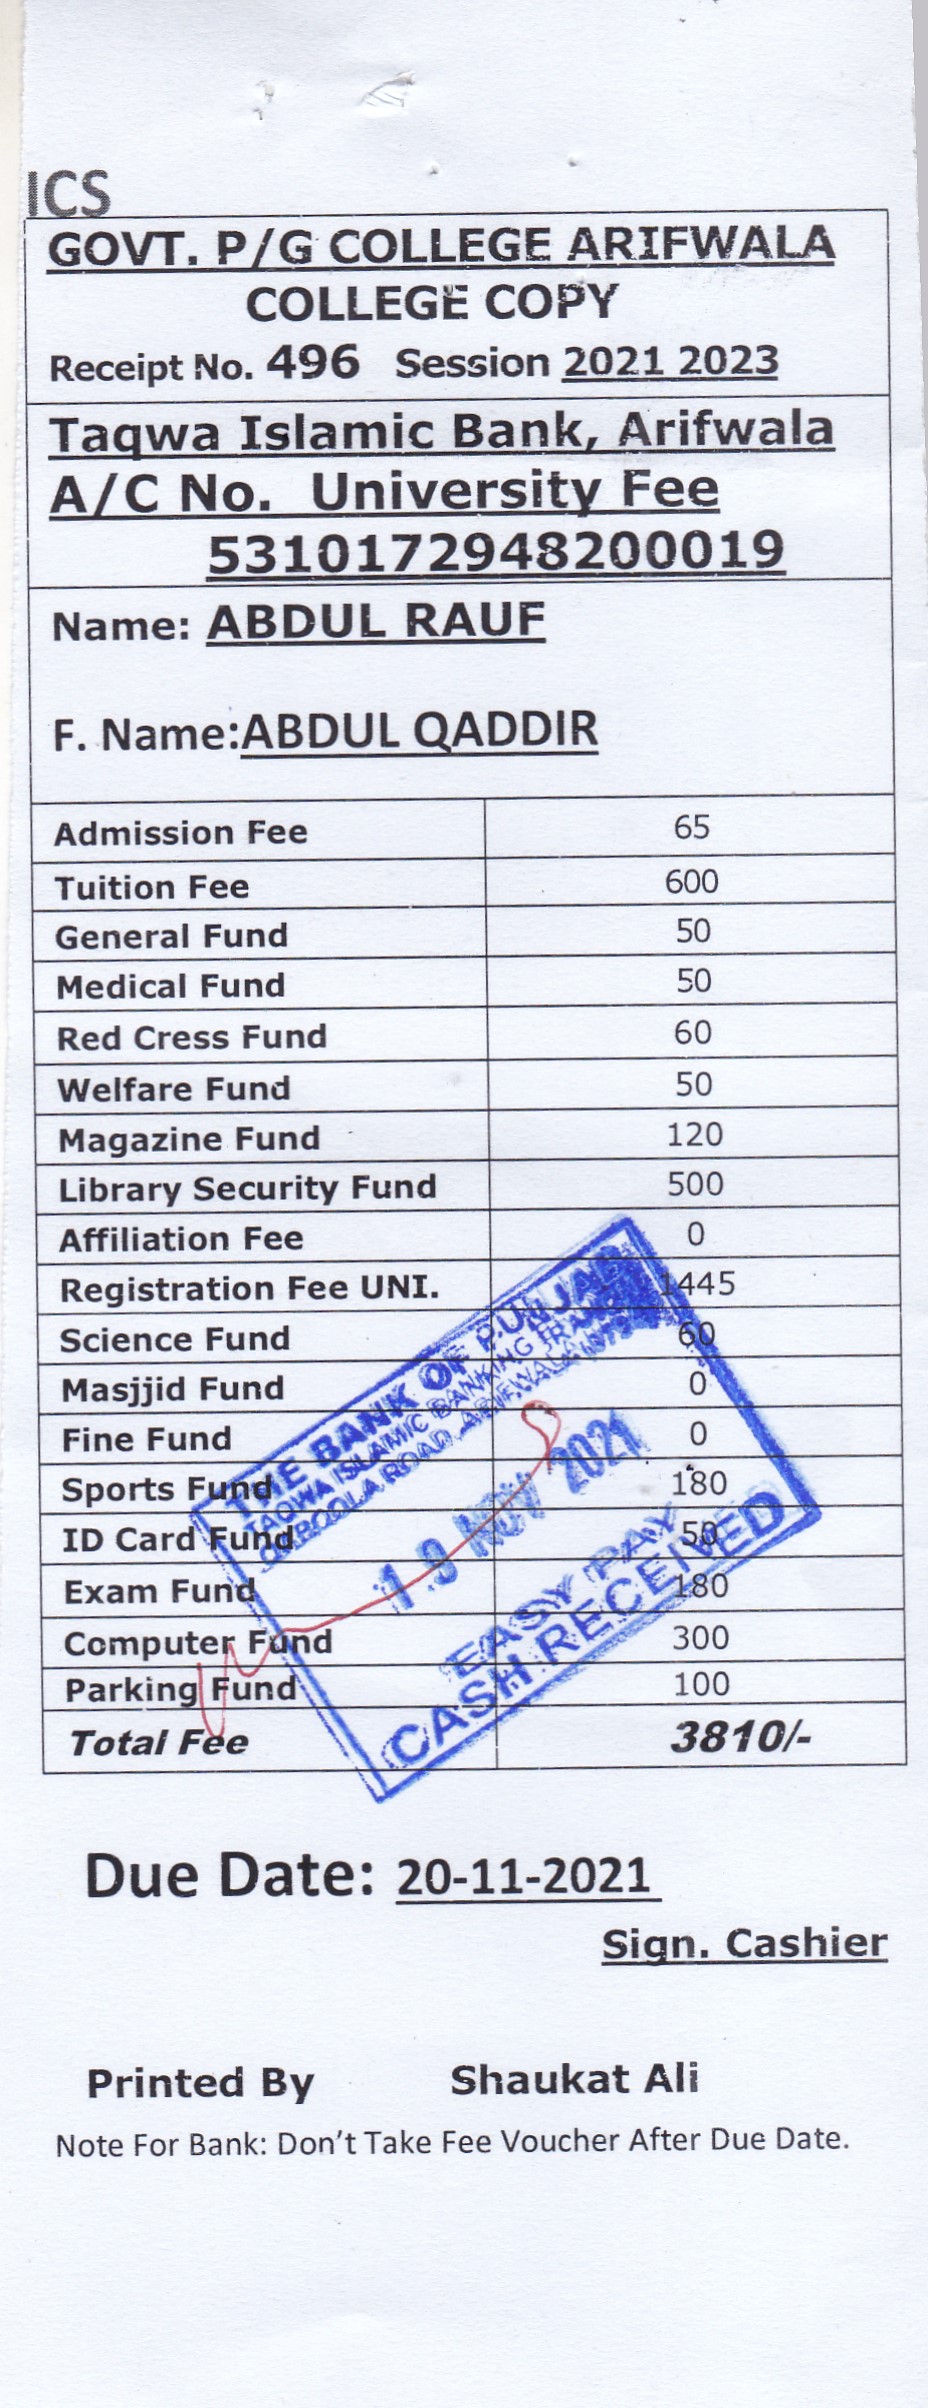 ICS
GOVT. P/G COLLEGE ARIFWALA
COLLEGE COPY
Receipt No. 496 Session 2021 2023
Taqwa Islamic Bank, Arifwala
A/C No. University Fee
5310172948200019
Name: ABDUL RAUF
F. Name:ABDUL QADDIR
Admission Fee 65
Tuition Fee 600
General Fund 50
Medical Fund 50
Red Cress Fund 60
Welfare Fund 50
Magazine Fund 120
Library Security Fund 500
Affiliation Fee 0
Registration Fee UNI. 1445
Science Fund 60
Masjjid Fund 0
Fine Fund 0
Sports Fund 180
ID Card Fund 50
Exam Fund 180
Computer Fund 300
Parking Fund 100
Total Fee 3810/-
THE BANK OF PUNJAB
TAQWA ISLAMIC BANKING
ROAD ARIFWALA
NOV 2021
EASY PAY
CASH RECEIVED
Due Date: 20-11-2021
Sign. Cashier
Printed By Shaukat Ali
Note For Bank: Don't Take Fee Voucher After Due Date.